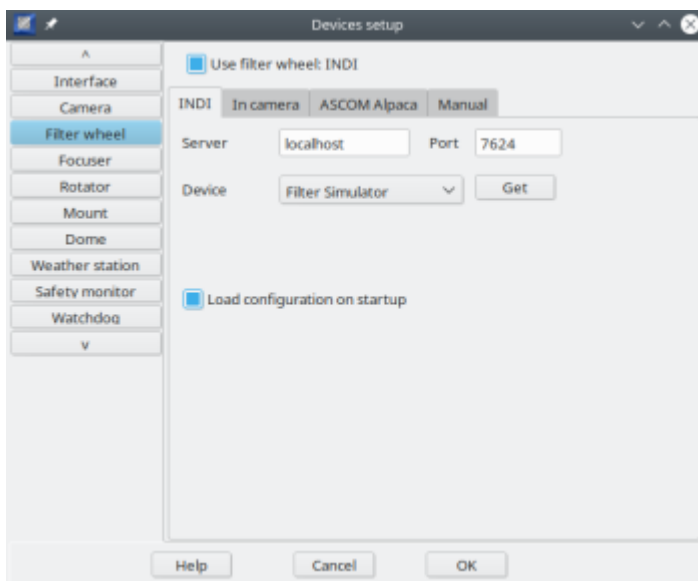 Devices setup
^
Interface
Camera
Filter wheel
Focuser
Rotator
Mount
Dome
Weather station
Safety monitor
Watchdog
v
Use filter wheel: INDI
INDI In camera ASCOM Alpaca Manual
Server localhost Port 7624
Device Filter Simulator Get
Load configuration on startup
Help Cancel OK